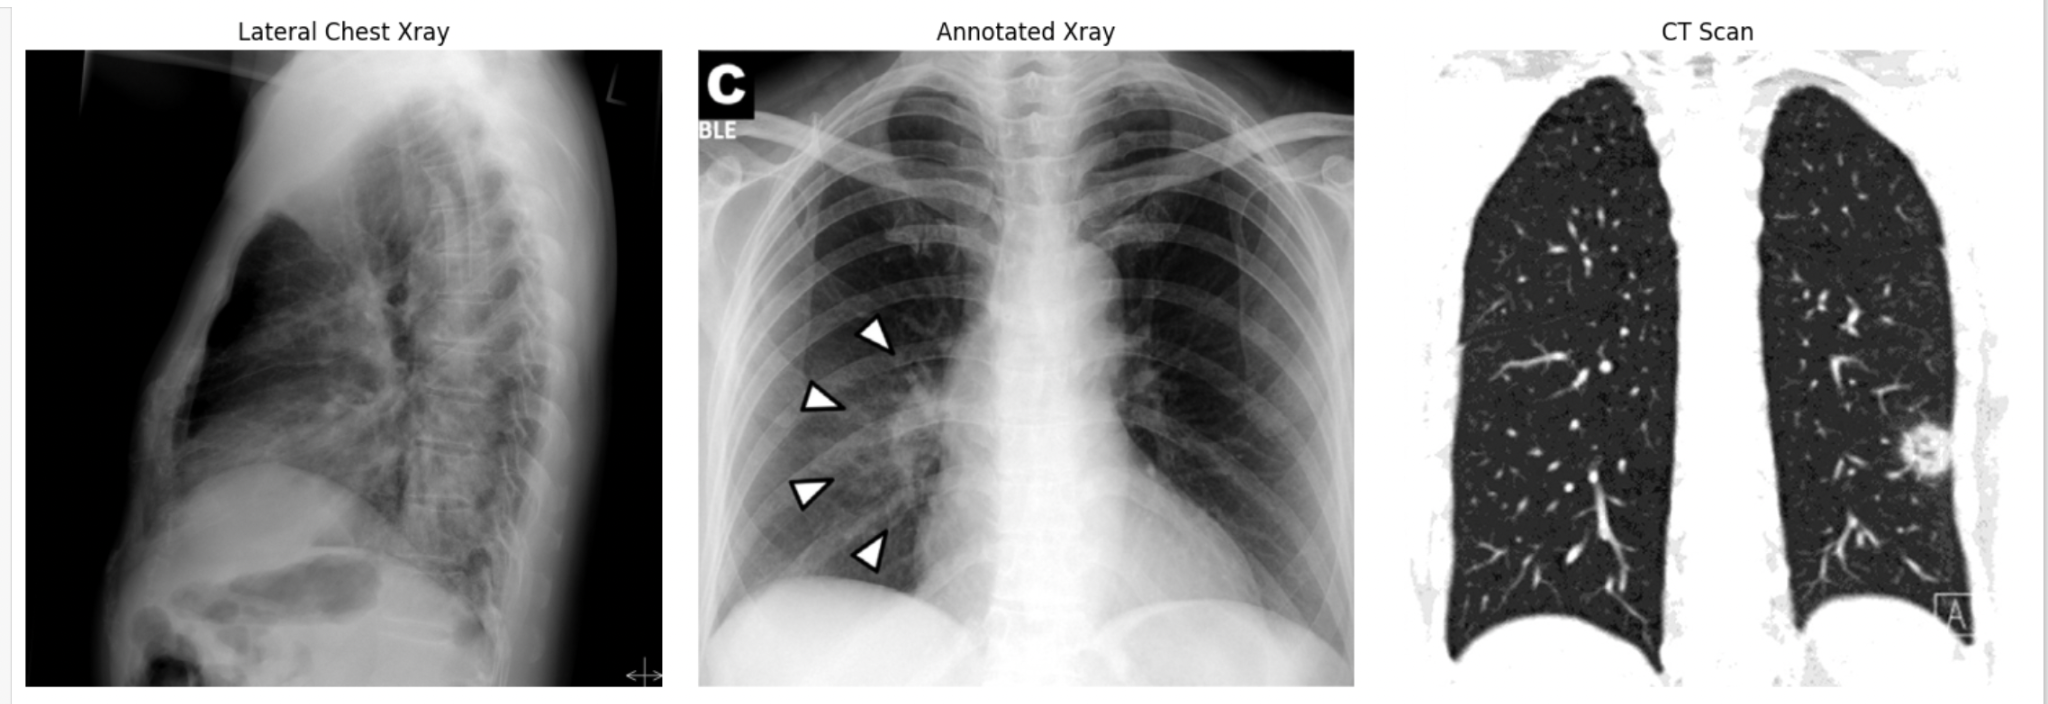 Lateral Chest Xray
Annotated Xray
CT Scan
C
BLE
L
A